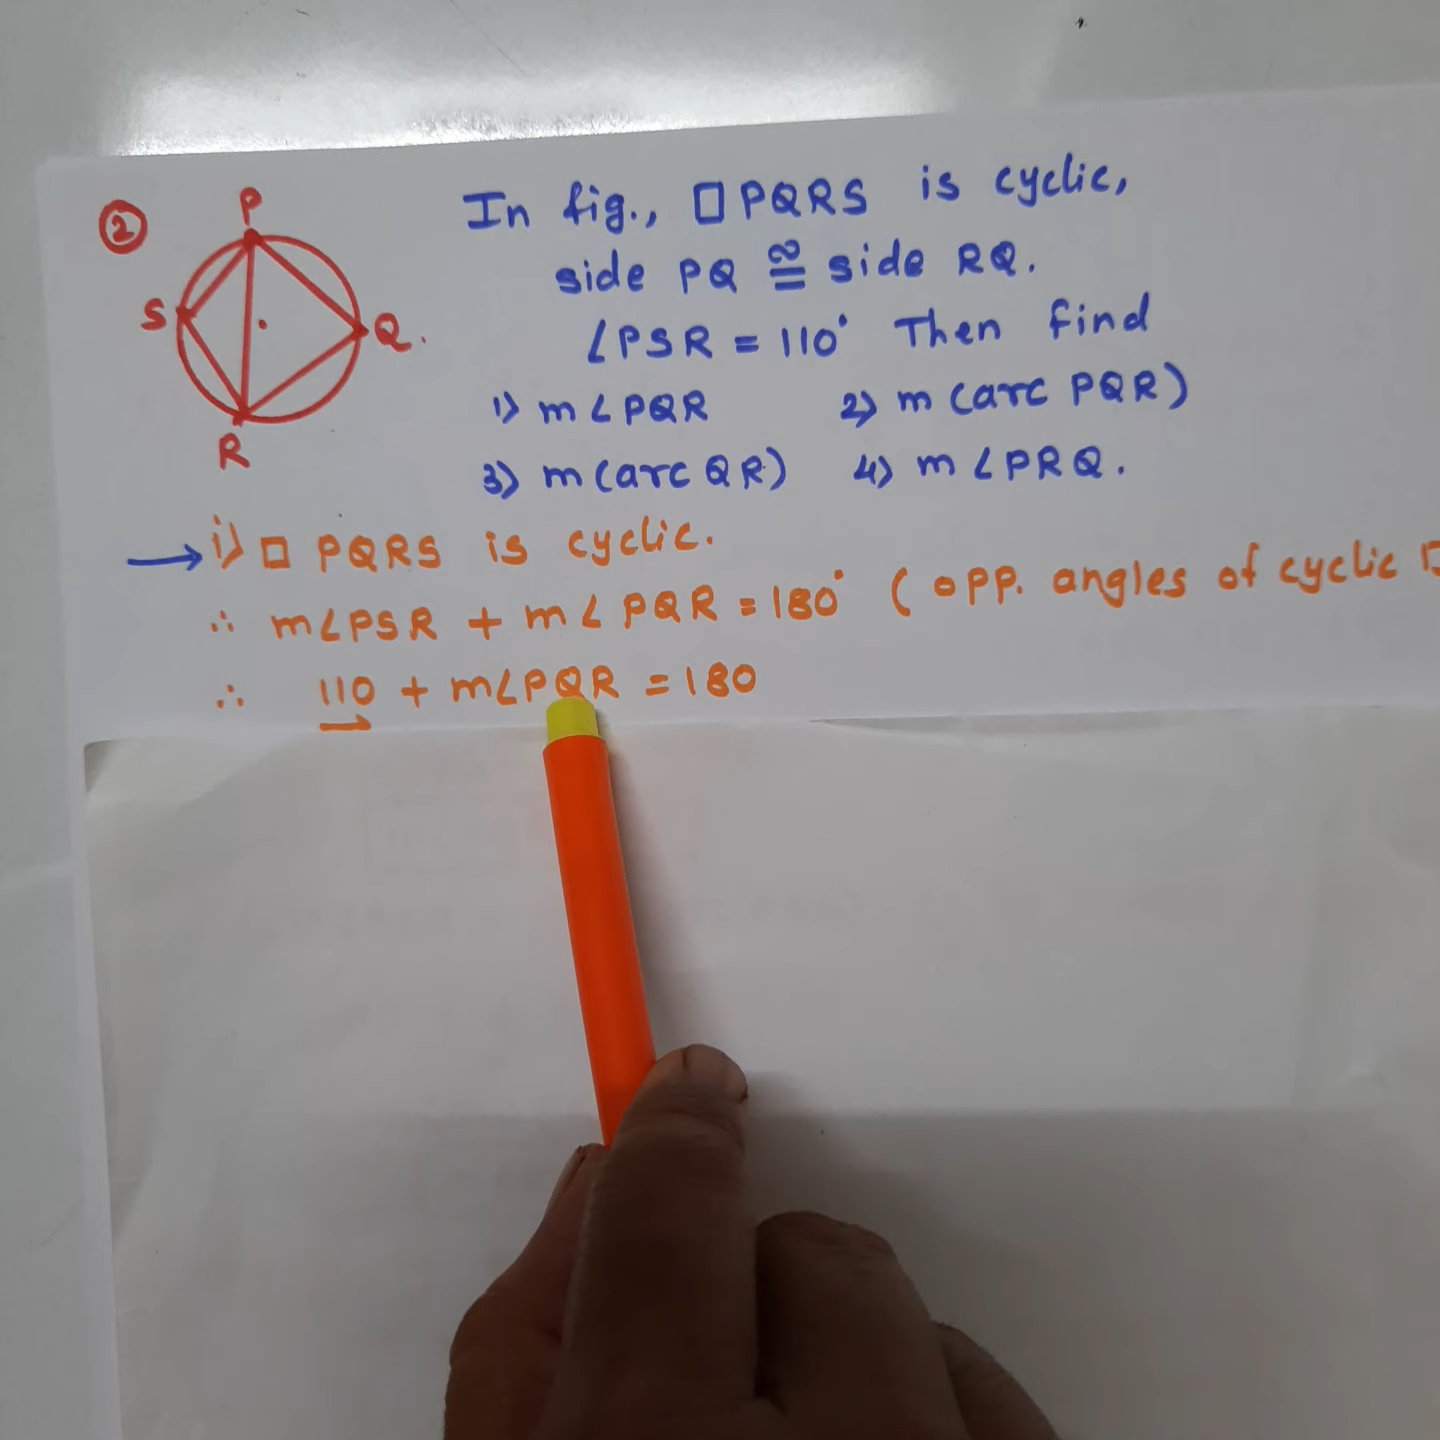 ② P
S Q.
R
In fig., □PQRS is cyclic,
side PQ ≅ side RQ.
∠PSR = 110° Then find
1) m∠PQR 2) m(arc PQR)
3) m(arc QR) 4) m∠PRQ.
→ i) □ PQRS is cyclic.
∴ m∠PSR + m∠PQR = 180° (opp. angles of cyclic □
∴ 110 + m∠PQR = 180